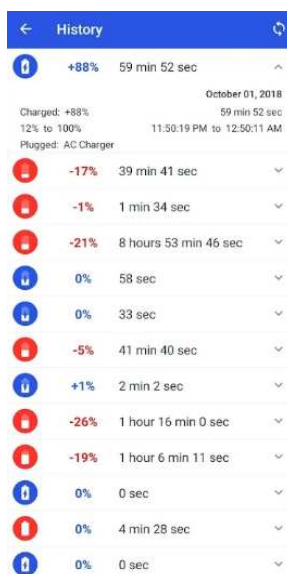 History
+88% 59 min 52 sec
October 01, 2018
Charged: +88% 59 min 52 sec
12% to 100% 11:50:19 PM to 12:50:11 AM
Plugged: AC Charger
-17% 39 min 41 sec
-1% 1 min 34 sec
-21% 8 hours 53 min 46 sec
0% 58 sec
0% 33 sec
-5% 41 min 40 sec
+1% 2 min 2 sec
-26% 1 hour 16 min 0 sec
-19% 1 hour 6 min 11 sec
0% 0 sec
0% 4 min 28 sec
0% 0 sec